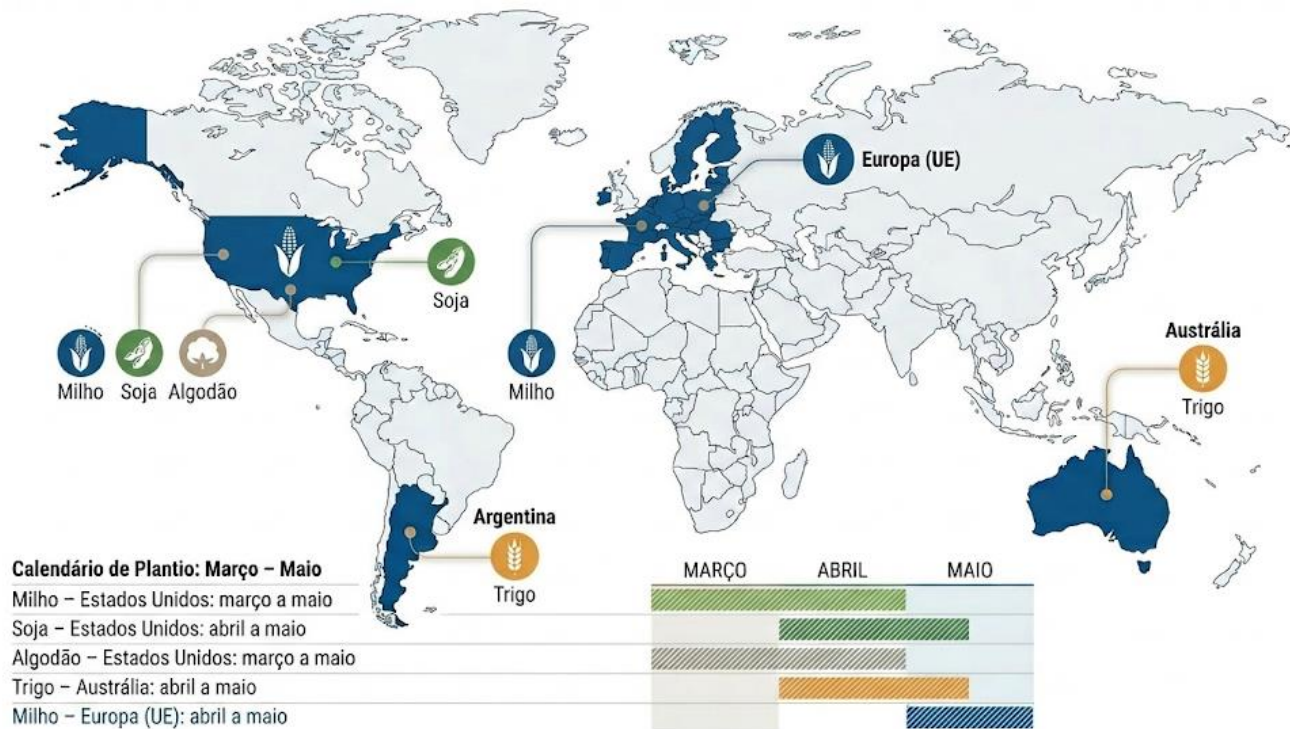 Europa (UE)
Soja
Milho
Soja
Algodão
Milho
Austrália
Trigo
Argentina
Trigo
Calendário de Plantio: Março – Maio
MARÇO
ABRIL
MAIO
Milho – Estados Unidos: março a maio
Soja – Estados Unidos: abril a maio
Algodão – Estados Unidos: março a maio
Trigo – Austrália: abril a maio
Milho – Europa (UE): abril a maio